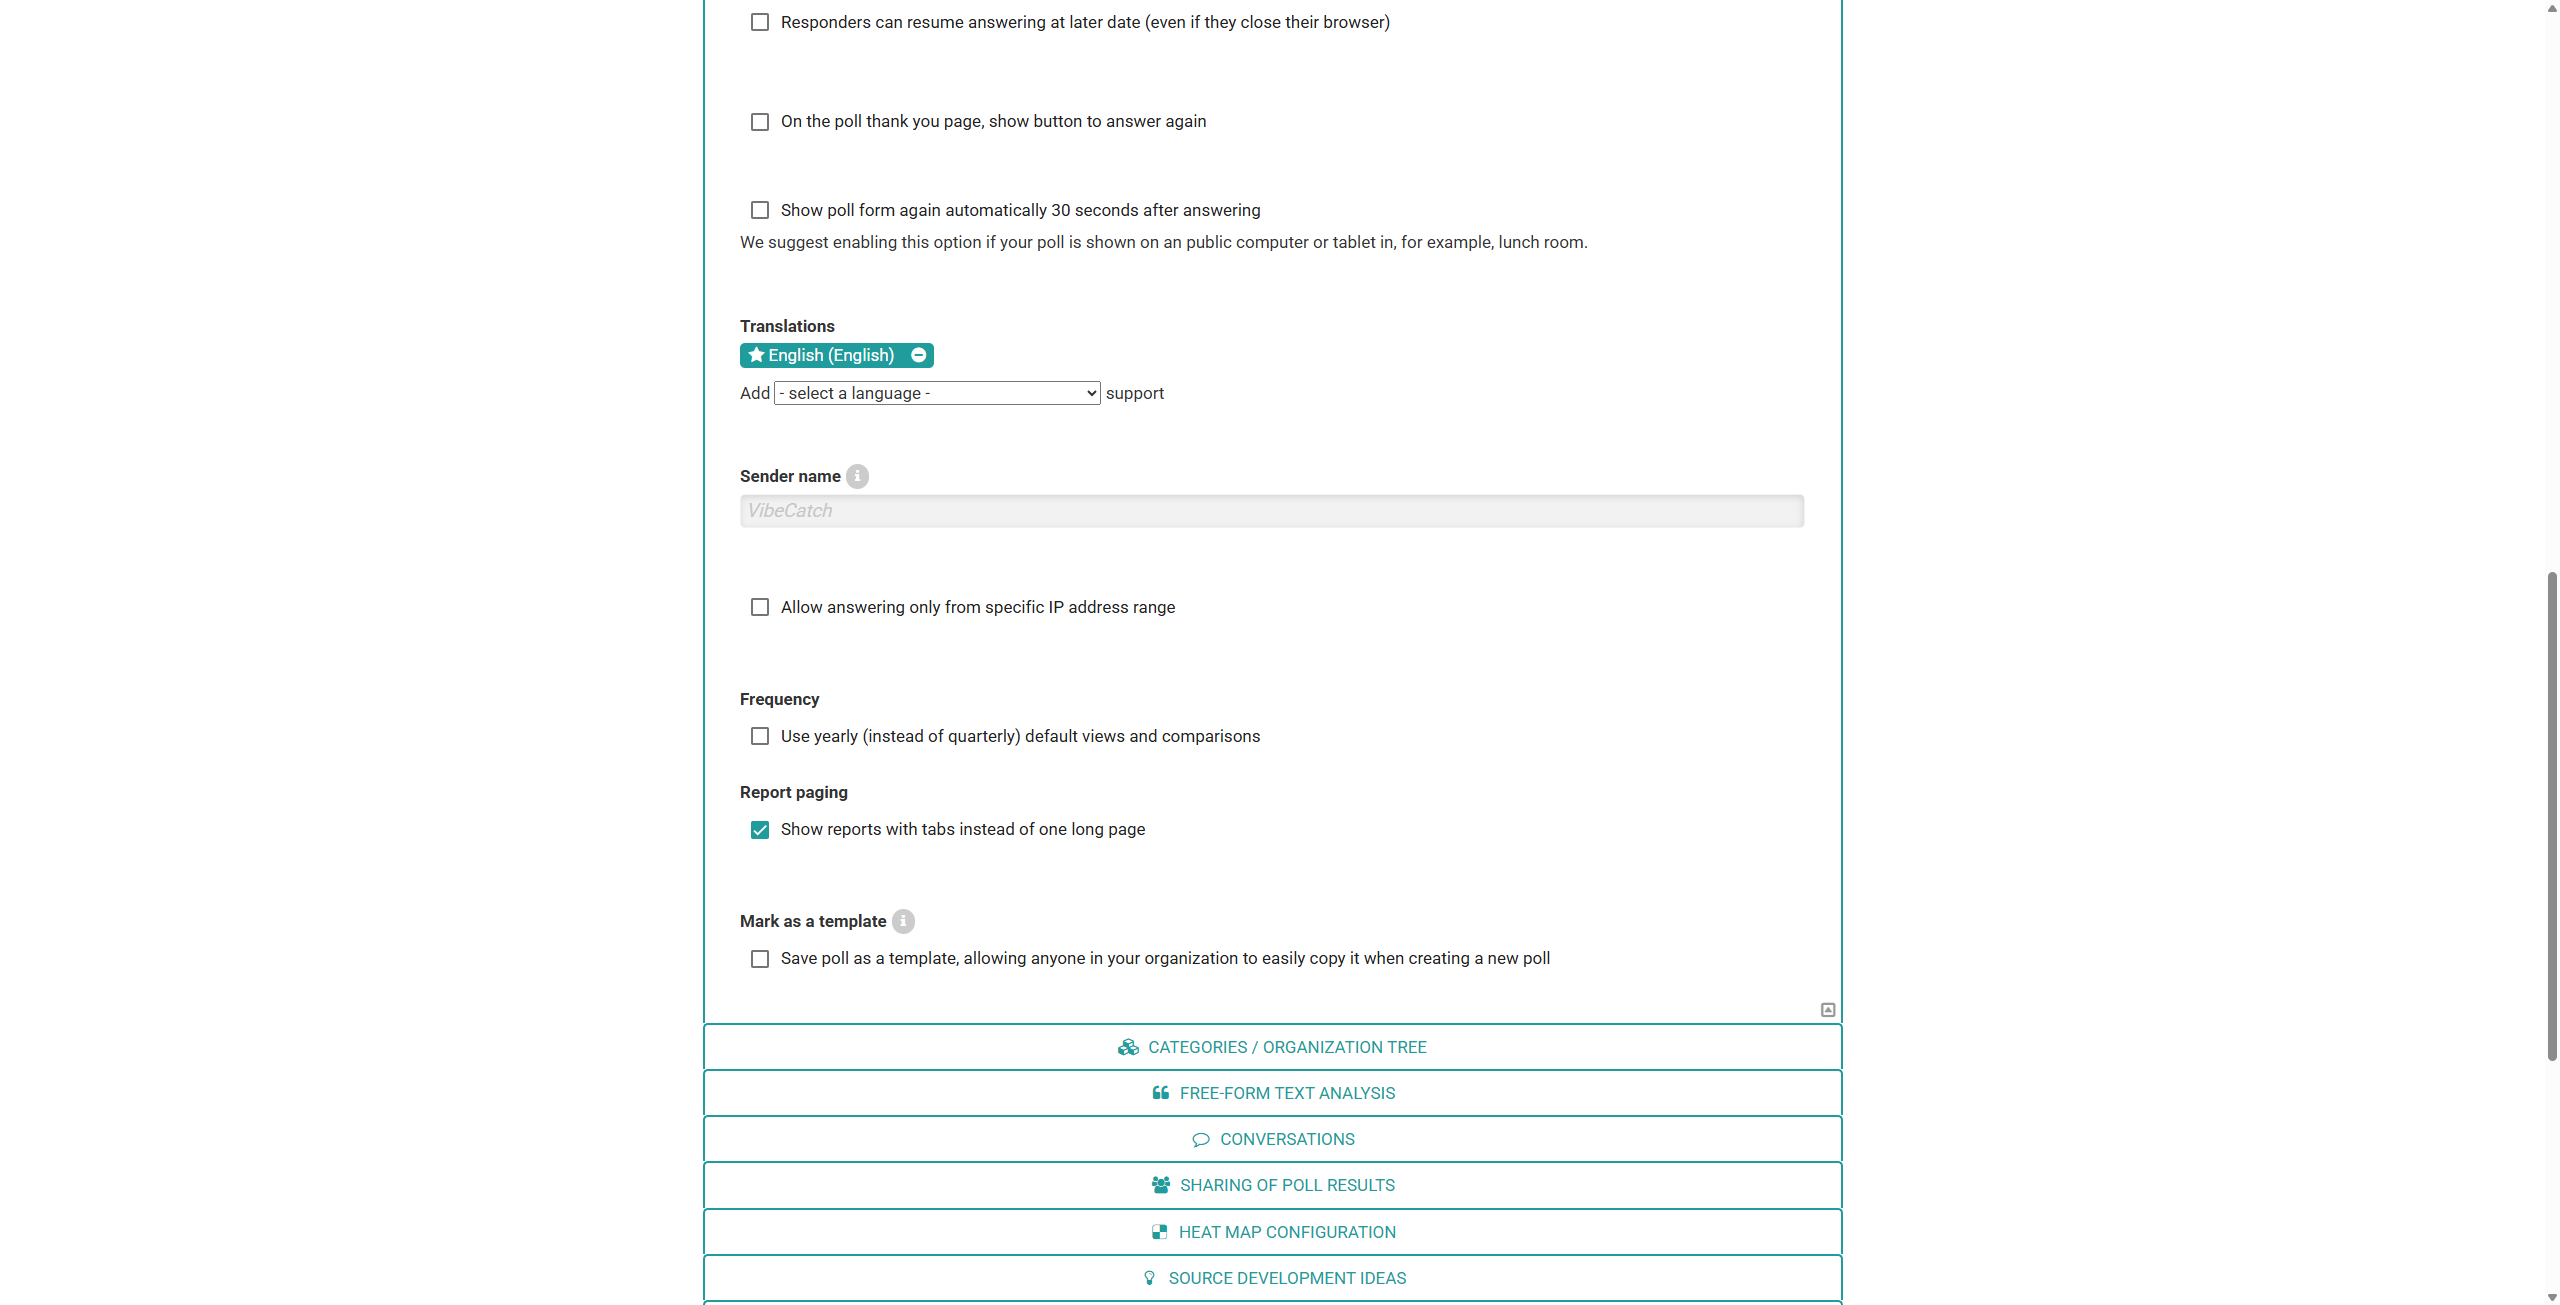 Responders can resume answering at later date (even if they close their browser)
On the poll thank you page, show button to answer again
Show poll form again automatically 30 seconds after answering
We suggest enabling this option if your poll is shown on an public computer or tablet in, for example, lunch room.
Translations
English (English)
Add - select a language - support
Sender name
VibeCatch
Allow answering only from specific IP address range
Frequency
Use yearly (instead of quarterly) default views and comparisons
Report paging
Show reports with tabs instead of one long page
Mark as a template
Save poll as a template, allowing anyone in your organization to easily copy it when creating a new poll
CATEGORIES / ORGANIZATION TREE
FREE-FORM TEXT ANALYSIS
CONVERSATIONS
SHARING OF POLL RESULTS
HEAT MAP CONFIGURATION
SOURCE DEVELOPMENT IDEAS